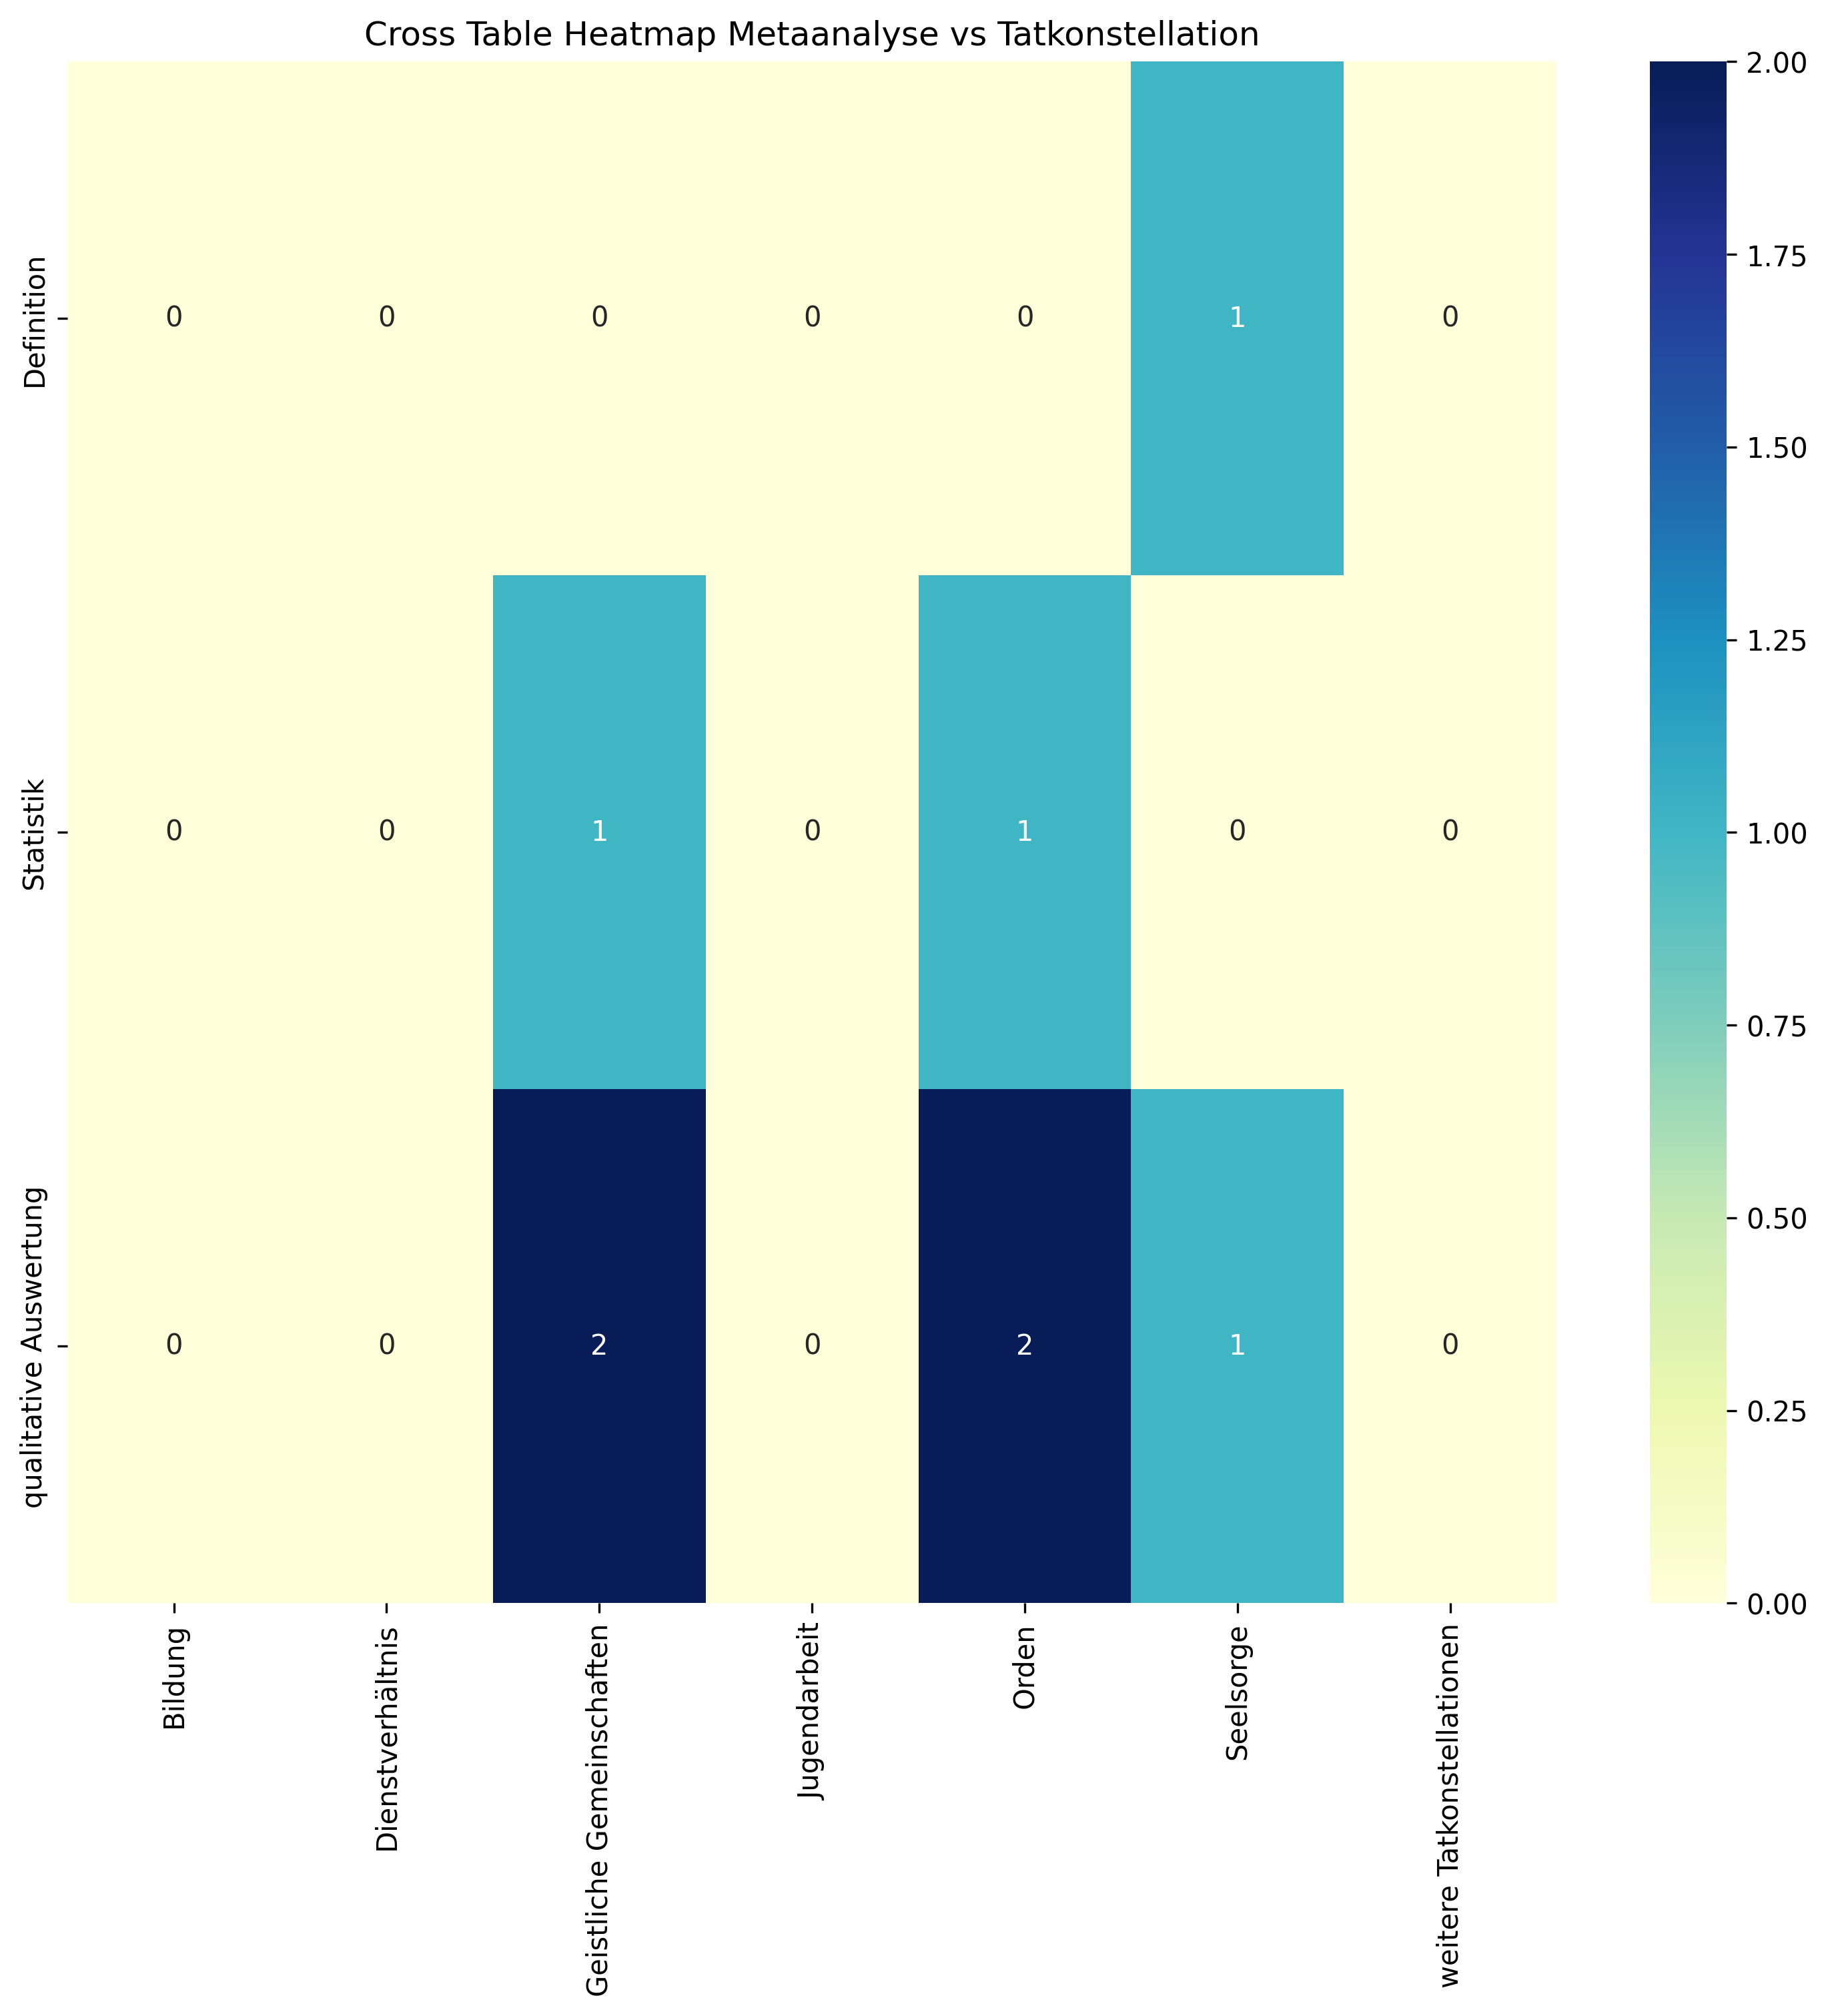 Cross Table Heatmap Metaanalyse vs Tatkonstellation
Definition
0 0 0 0 0 1 0
Statistik
0 0 1 0 1 0 0
qualitative Auswertung
0 0 2 0 2 1 0
Bildung
Dienstverhältnis
Geistliche Gemeinschaften
Jugendarbeit
Orden
Seelsorge
weitere Tatkonstellationen
2.00
1.75
1.50
1.25
1.00
0.75
0.50
0.25
0.00